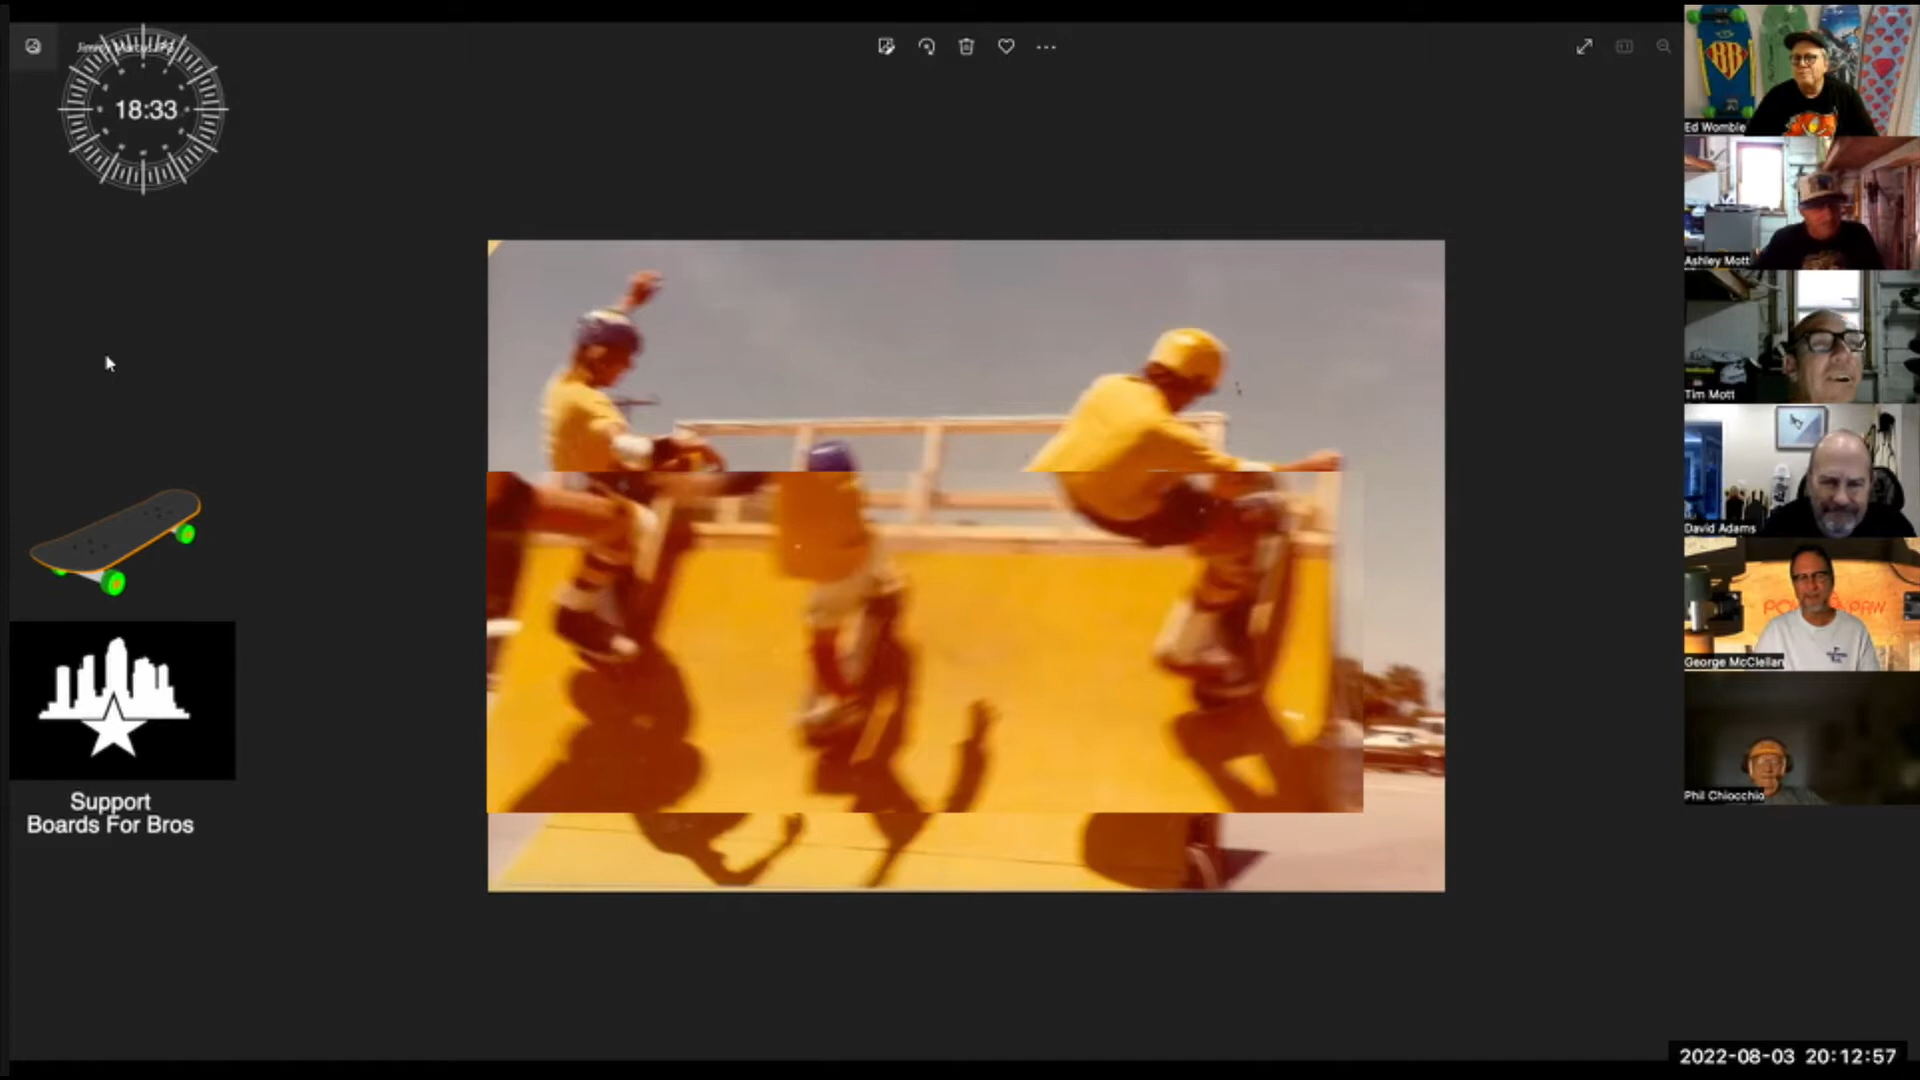 18:33
Support
Boards For Bros
Ed Womble
Ashley Mott
Tim Mott
David Adams
George McClellan
Phil Chiocchio
2022-08-03 20:12:57